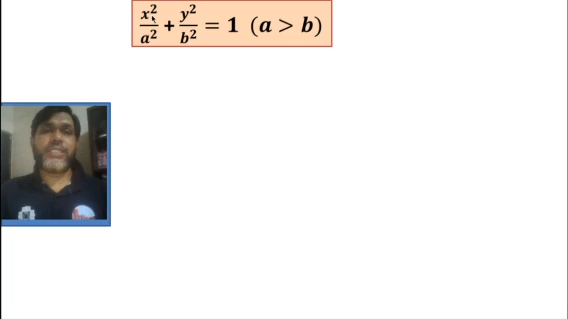 x²/a² + y²/b² = 1 (a > b)